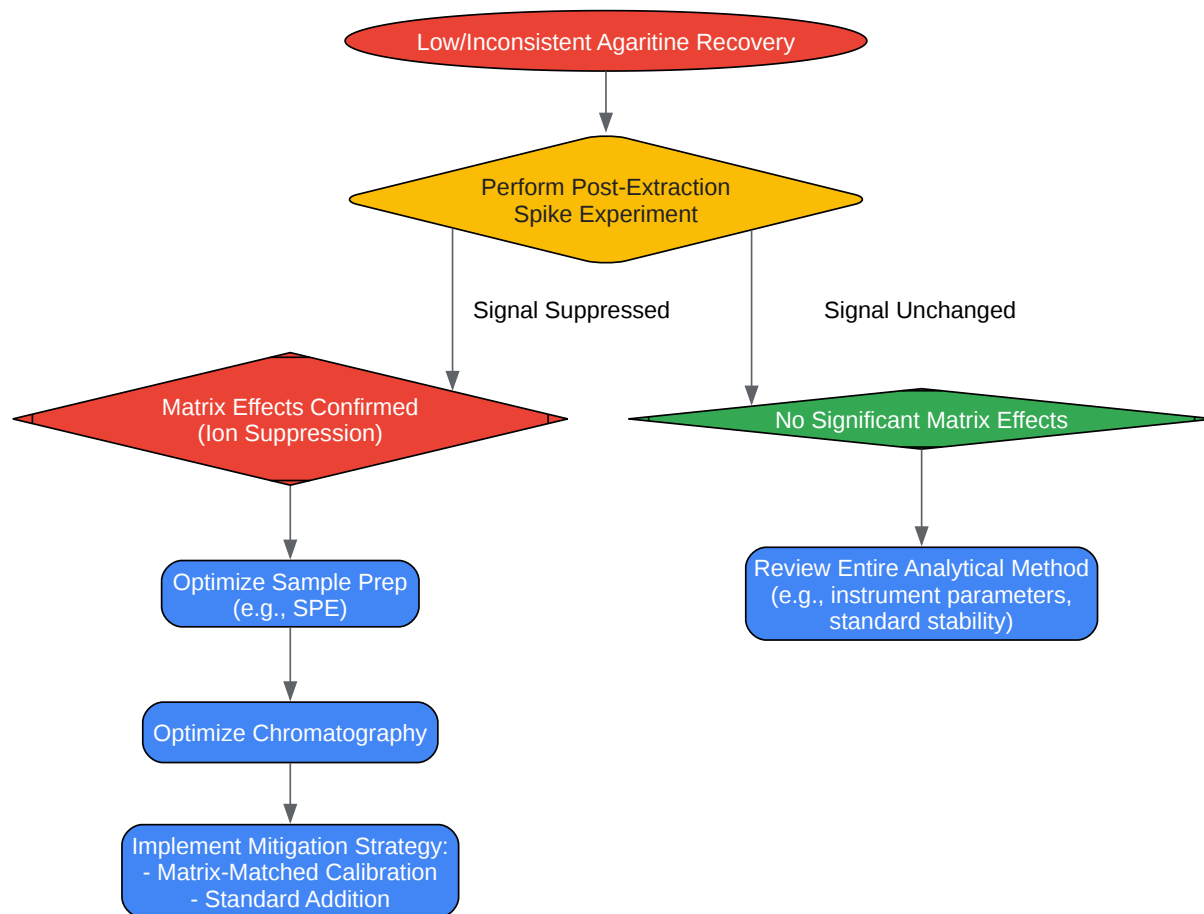 Low/Inconsistent Agaritine Recovery
Perform Post-Extraction
Spike Experiment
Signal Suppressed
Signal Unchanged
Matrix Effects Confirmed
(Ion Suppression)
No Significant Matrix Effects
Optimize Sample Prep
(e.g., SPE)
Review Entire Analytical Method
(e.g., instrument parameters,
standard stability)
Optimize Chromatography
Implement Mitigation Strategy:
- Matrix-Matched Calibration
- Standard Addition